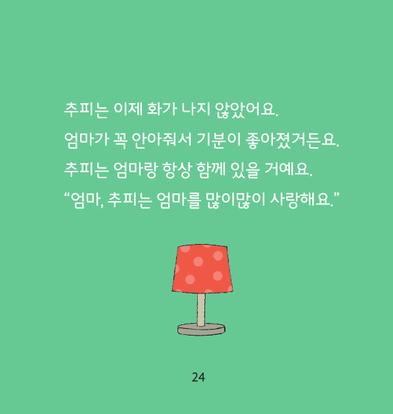 추피는 이제 화가 나지 않았어요.
엄마가 꼭 안아줘서 기분이 좋아졌거든요.
추피는 엄마랑 항상 함께 있을 거예요.
“엄마, 추피는 엄마를 많이많이 사랑해요.”
24